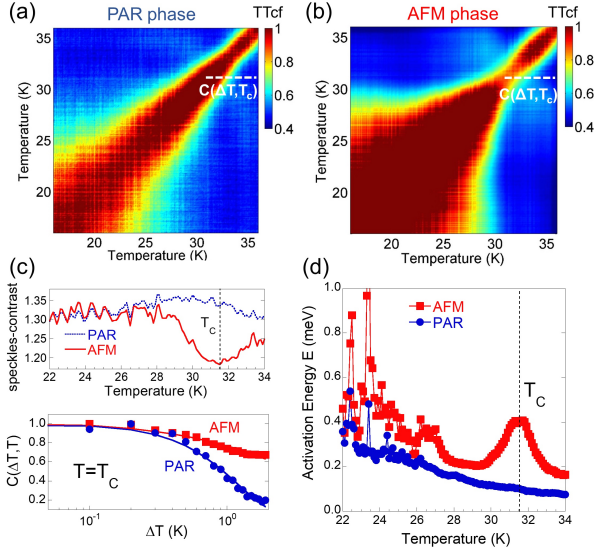 (a) PAR phase TTcf
35
30
25
20
20 25 30 35
Temperature (K)
Temperature (K)
C(ΔT,Tc)
1
0.8
0.6
0.4
(b) AFM phase TTcf
35
30
25
20
20 25 30 35
Temperature (K)
Temperature (K)
C(ΔT,Tc)
1
0.8
0.6
0.4
(c)
speckles-contrast
1.35
1.30
1.25
1.20
PAR
AFM
TC
22 24 26 28 30 32 34
Temperature (K)
C(ΔT,T)
1.0
0.8
0.6
0.4
0.2
AFM
PAR
T=TC
10⁻¹ 10⁰
ΔT (K)
(d)
Activation Energy E (meV)
1.0
0.8
0.6
0.4
0.2
0
AFM
PAR
TC
22 24 26 28 30 32 34
Temperature (K)